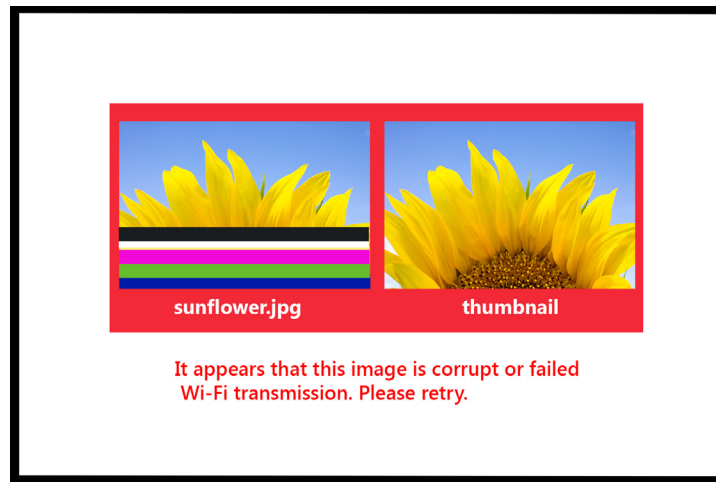 sunflower.jpg
thumbnail
It appears that this image is corrupt or failed
Wi-Fi transmission. Please retry.